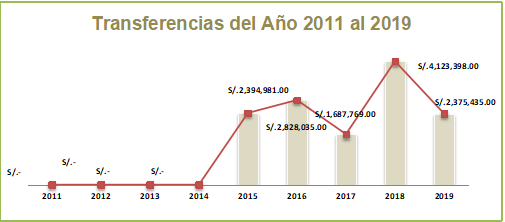 Transferencias del Año 2011 al 2019
S/.4,123,398.00
S/.2,394,981.00
S/.1,687,769.00
S/.2,375,435.00
S/.2,828,035.00
S/.- S/.- S/.- S/.-
2011 2012 2013 2014 2015 2016 2017 2018 2019